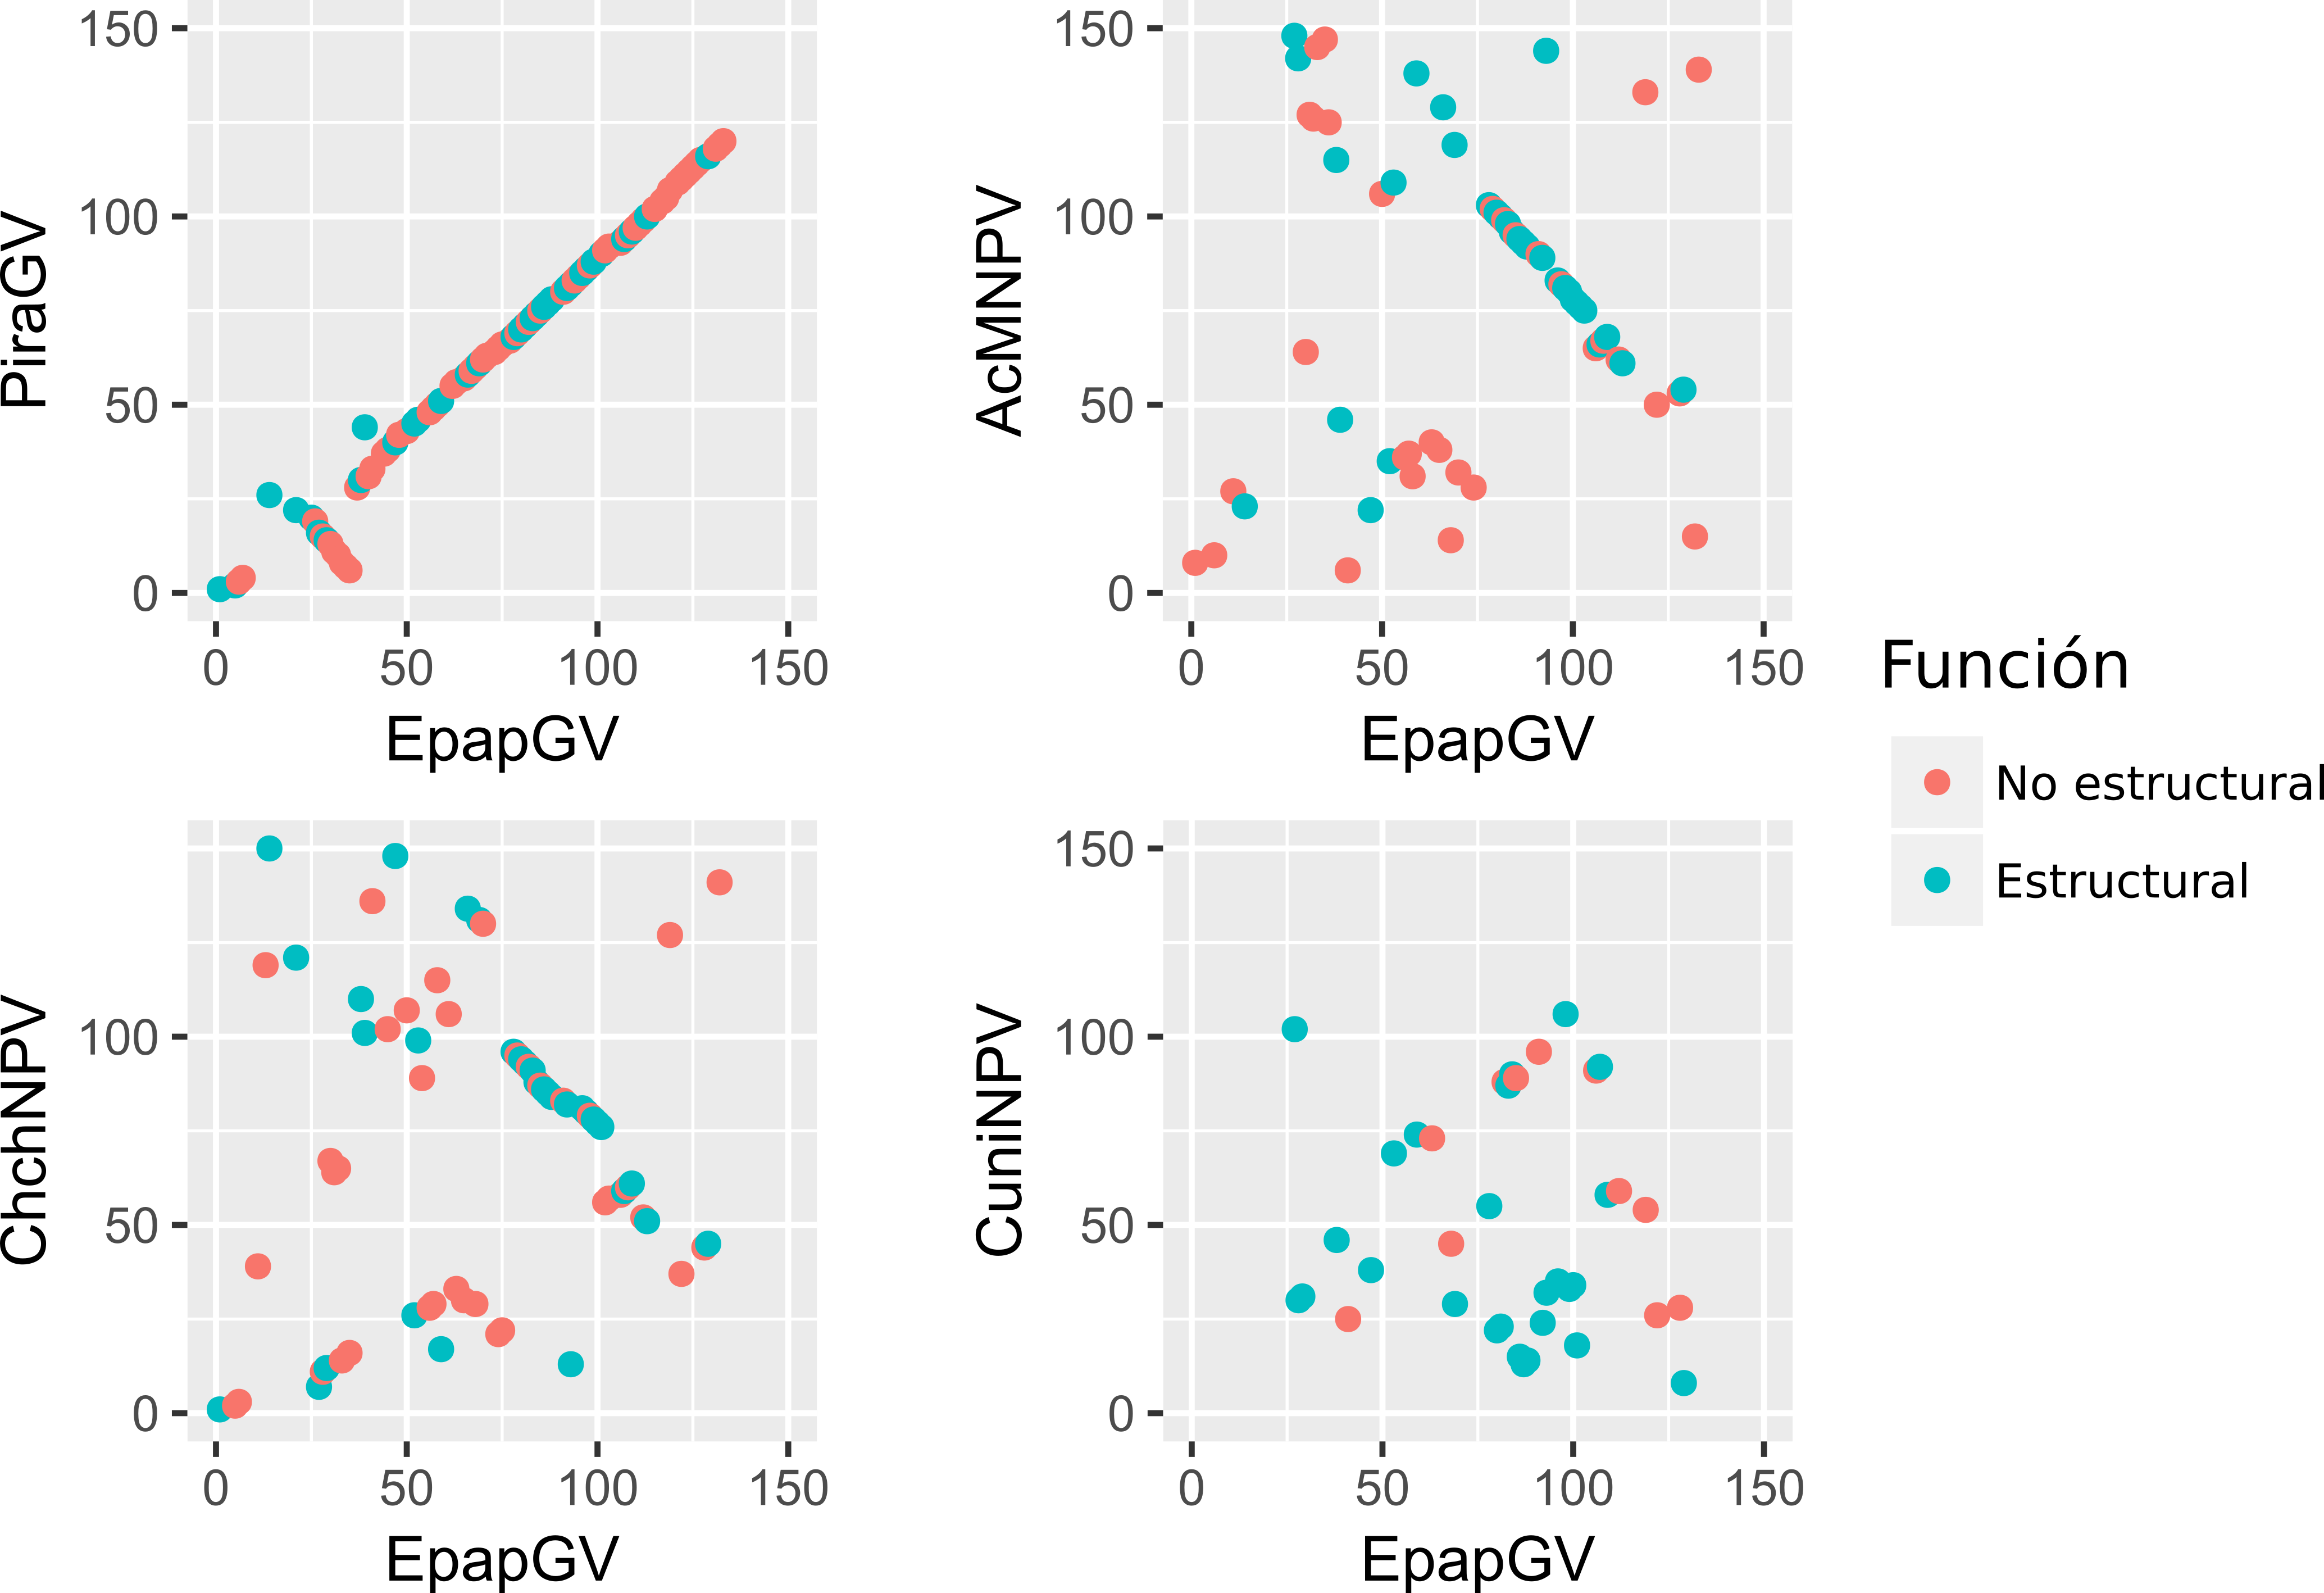 150
100
50
0
PiraGV
0 50 100 150
EpapGV
150
100
50
0
AcMNPV
0 50 100 150
EpapGV
100
50
0
ChchNPV
0 50 100 150
EpapGV
150
100
50
0
CuniNPV
0 50 100 150
EpapGV
Función
No estructural
Estructural